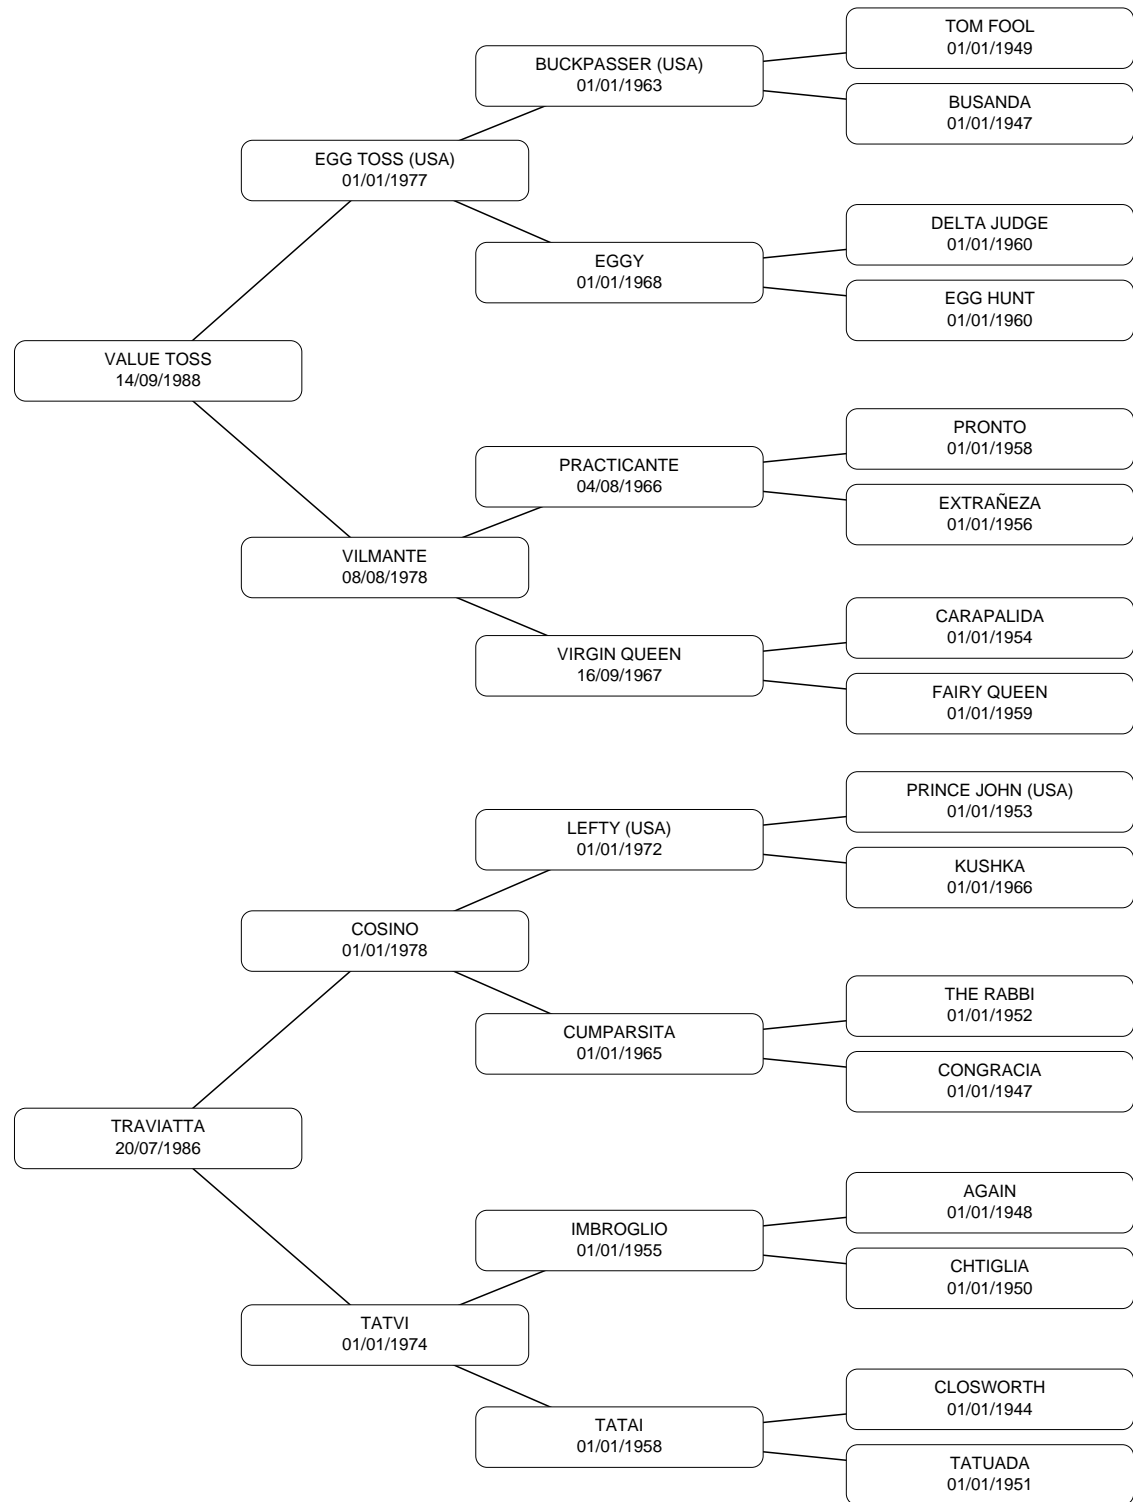 TOM FOOL
01/01/1949
BUCKPASSER (USA)
01/01/1963
BUSANDA
01/01/1947
EGG TOSS (USA)
01/01/1977
DELTA JUDGE
01/01/1960
EGGY
01/01/1968
EGG HUNT
01/01/1960
VALUE TOSS
14/09/1988
PRONTO
01/01/1958
PRACTICANTE
04/08/1966
EXTRAÑEZA
01/01/1956
VILMANTE
08/08/1978
CARAPALIDA
01/01/1954
VIRGIN QUEEN
16/09/1967
FAIRY QUEEN
01/01/1959
PRINCE JOHN (USA)
01/01/1953
LEFTY (USA)
01/01/1972
KUSHKA
01/01/1966
COSINO
01/01/1978
THE RABBI
01/01/1952
CUMPARSITA
01/01/1965
CONGRACIA
01/01/1947
TRAVIATTA
20/07/1986
AGAIN
01/01/1948
IMBROGLIO
01/01/1955
CHTIGLIA
01/01/1950
TATVI
01/01/1974
CLOSWORTH
01/01/1944
TATAI
01/01/1958
TATUADA
01/01/1951